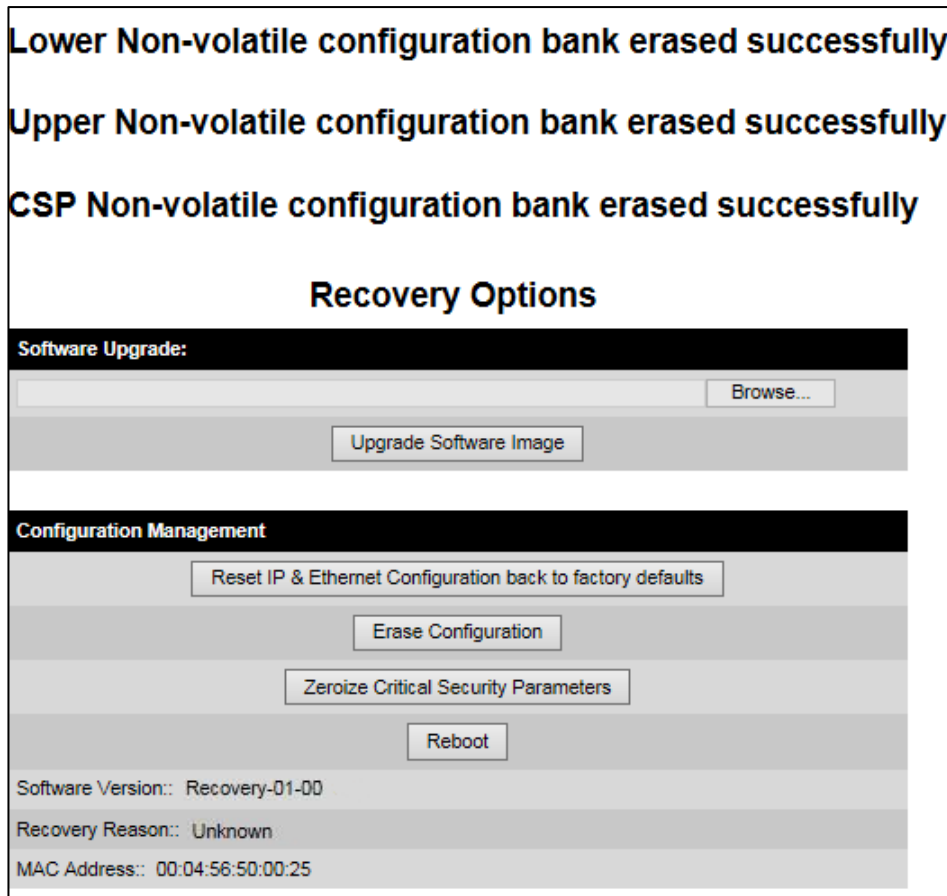 Lower Non-volatile configuration bank erased successfully
Upper Non-volatile configuration bank erased successfully
CSP Non-volatile configuration bank erased successfully
Recovery Options
Software Upgrade:
Browse...
Upgrade Software Image
Configuration Management
Reset IP & Ethernet Configuration back to factory defaults
Erase Configuration
Zeroize Critical Security Parameters
Reboot
Software Version:: Recovery-01-00
Recovery Reason:: Unknown
MAC Address:: 00:04:56:50:00:25